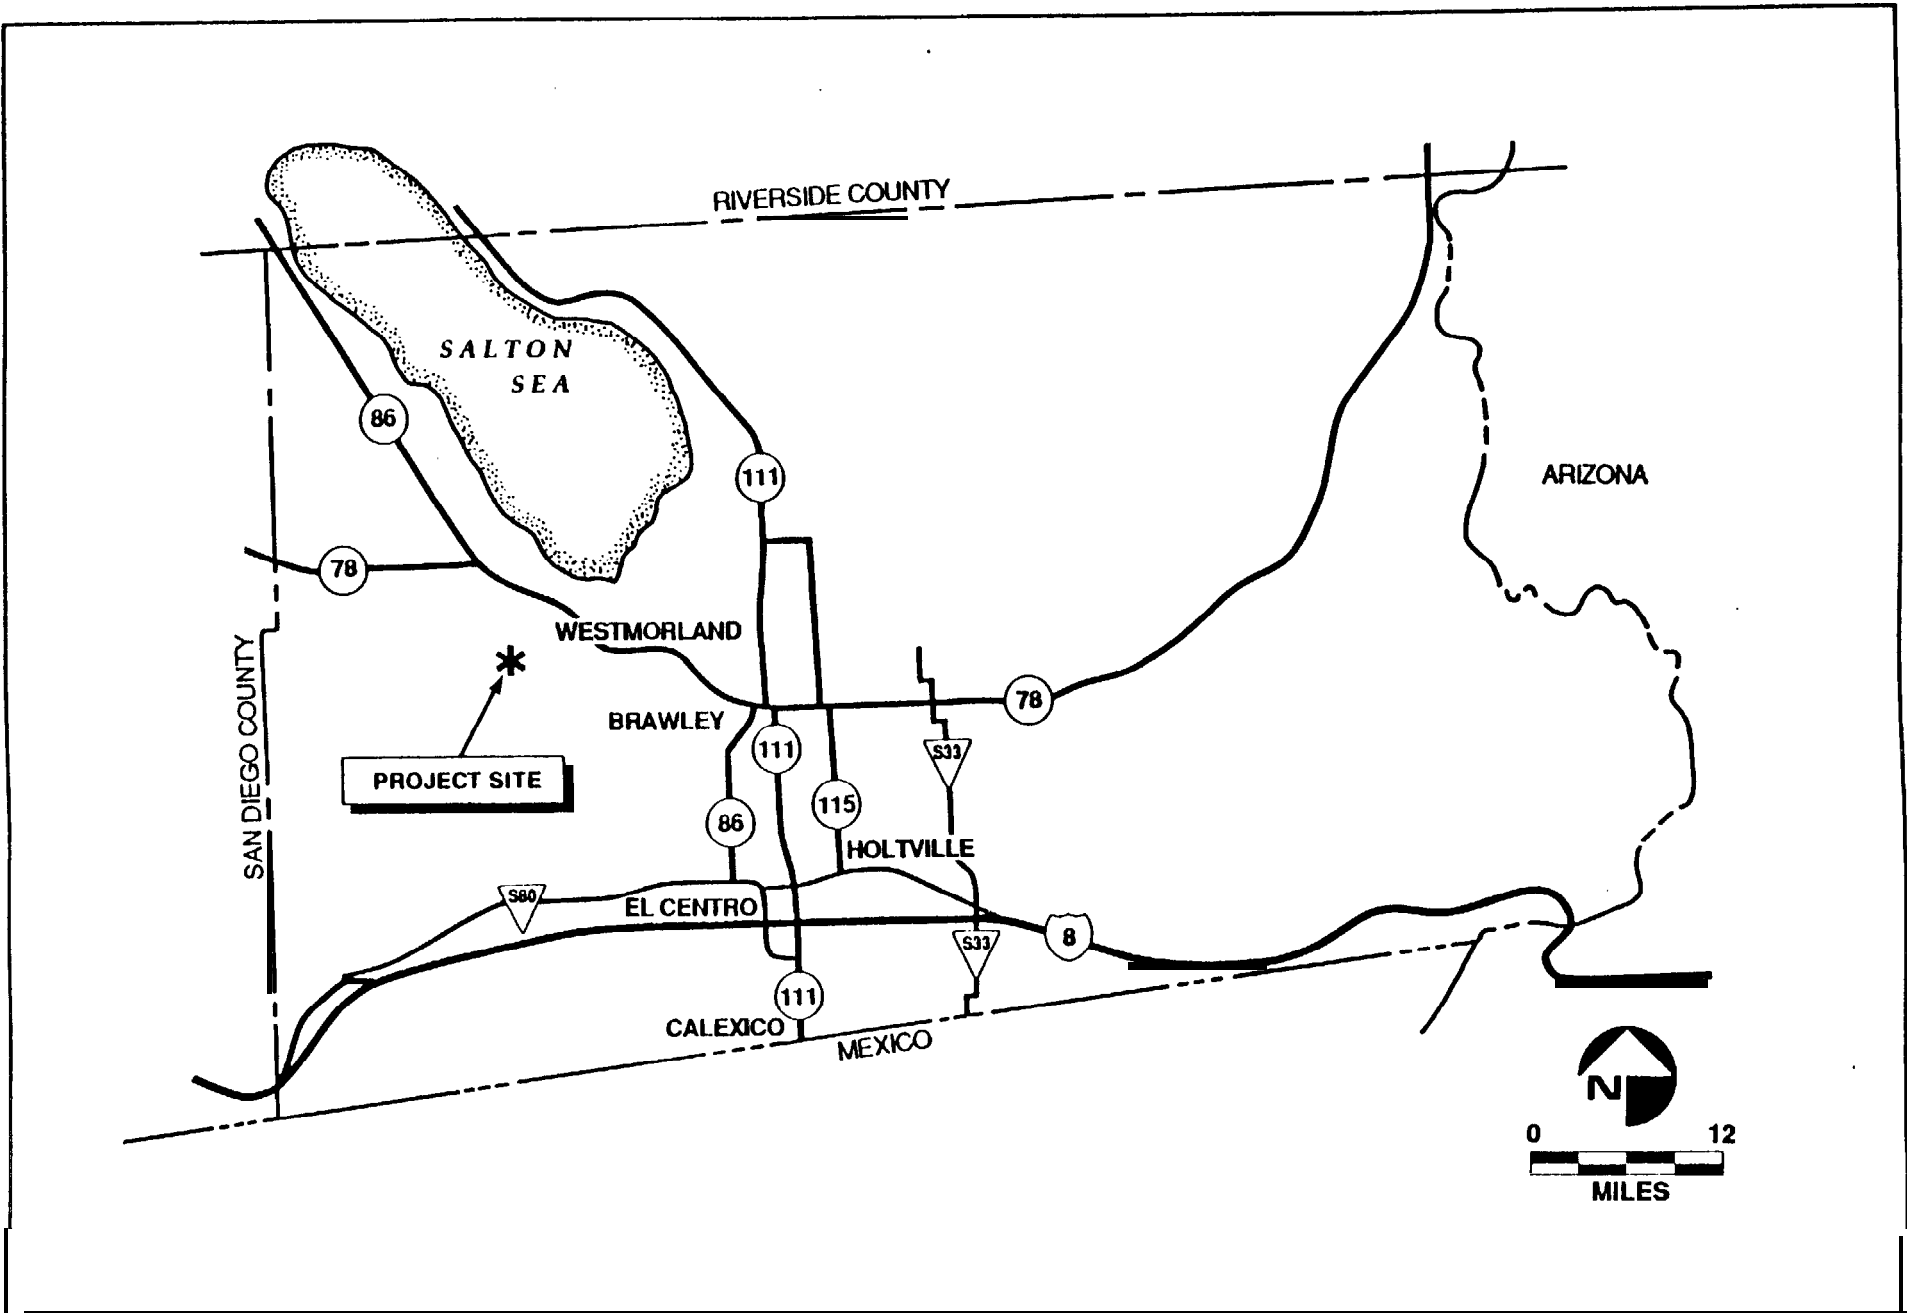 RIVERSIDE COUNTY
SALTON
SEA
86
111
ARIZONA
78
WESTMORLAND
SAN DIEGO COUNTY
78
BRAWLEY
111
S33
PROJECT SITE
115
86
HOLTVILLE
S80
EL CENTRO
8
S33
111
CALEXICO
MEXICO
N
0 12
MILES